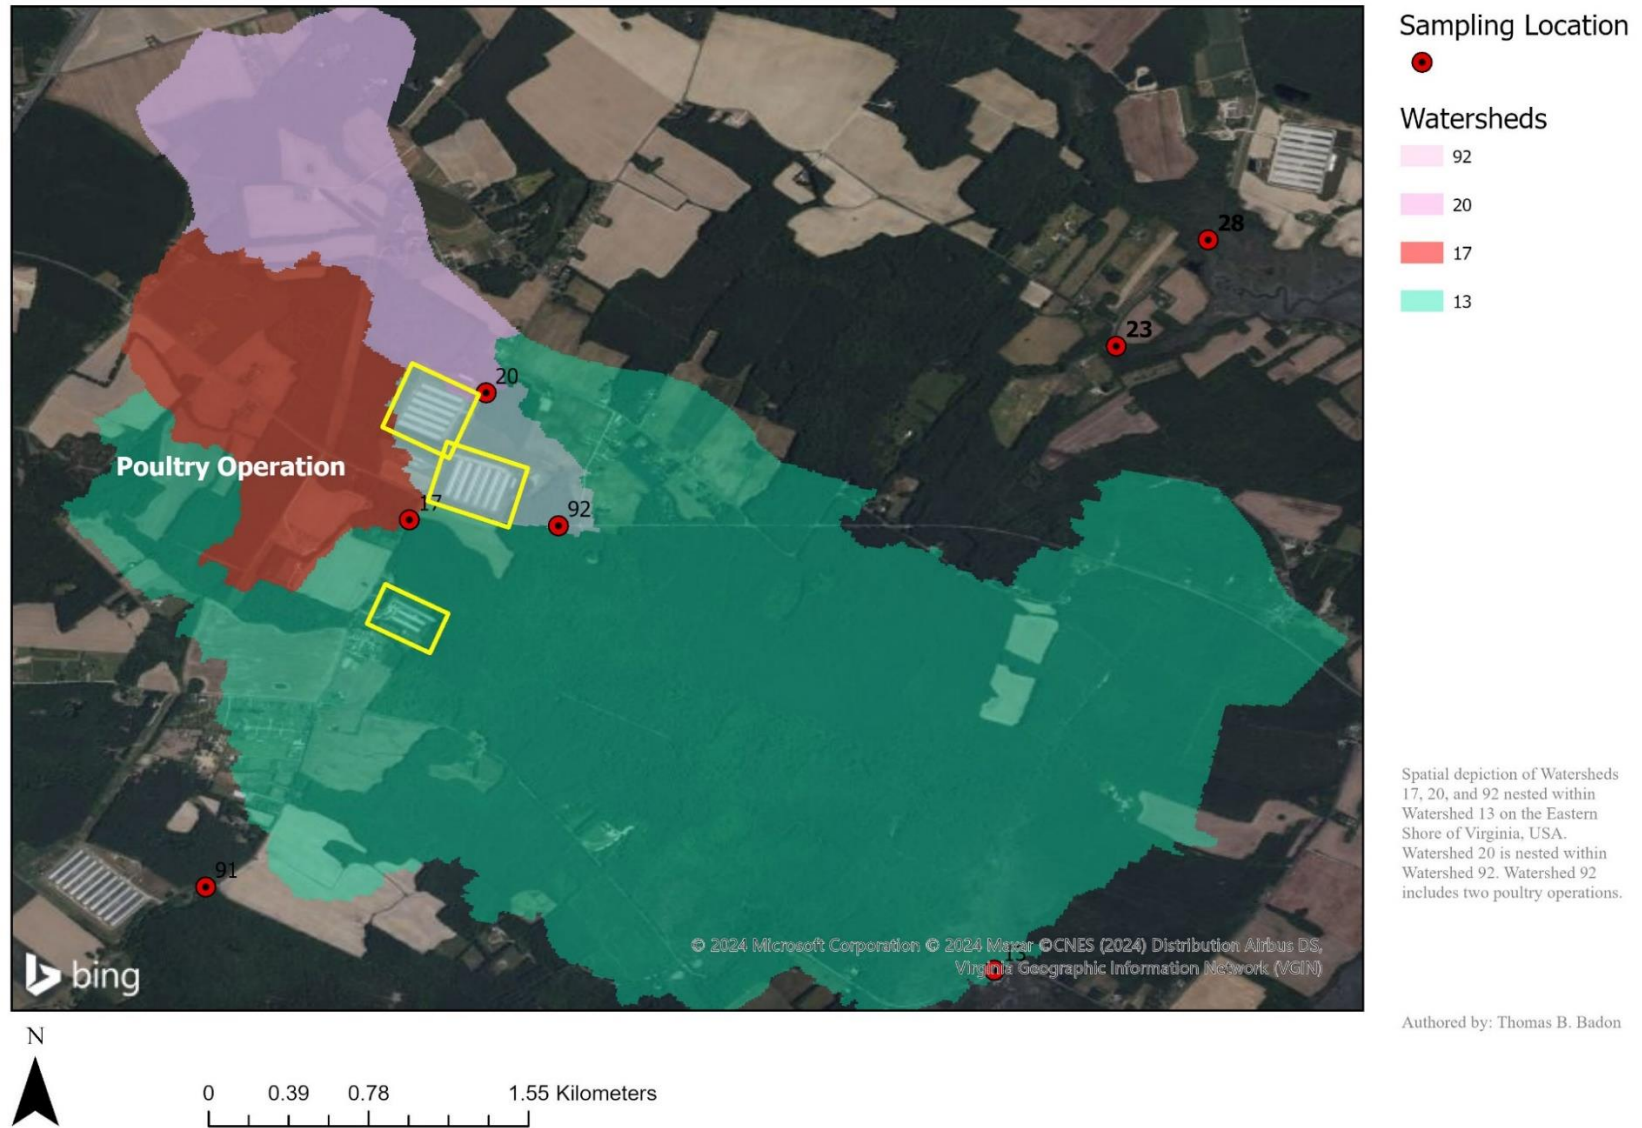 Sampling Location
Watersheds
92
20
17
13
28
23
20
Poultry Operation
17
92
91
© 2024 Microsoft Corporation © 2024 Maxar ©CNES (2024) Distribution Airbus DS,
13
Virginia Geographic Information Network (VGIN)
bing
Spatial depiction of Watersheds
17, 20, and 92 nested within
Watershed 13 on the Eastern
Shore of Virginia, USA.
Watershed 20 is nested within
Watershed 92. Watershed 92
includes two poultry operations.
Authored by: Thomas B. Badon
N
0 0.39 0.78 1.55 Kilometers